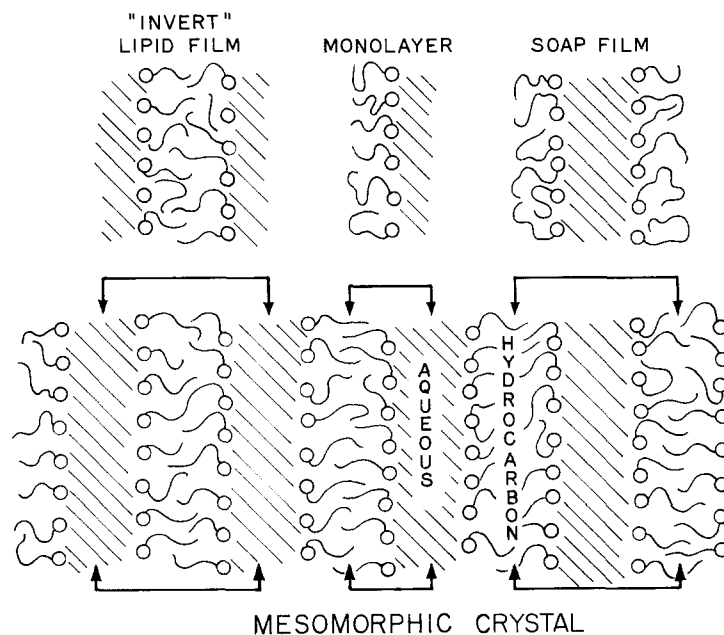 "INVERT"
LIPID FILM
MONOLAYER
SOAP FILM
AQUEOUS
HYDROCARBON
MESOMORPHIC CRYSTAL